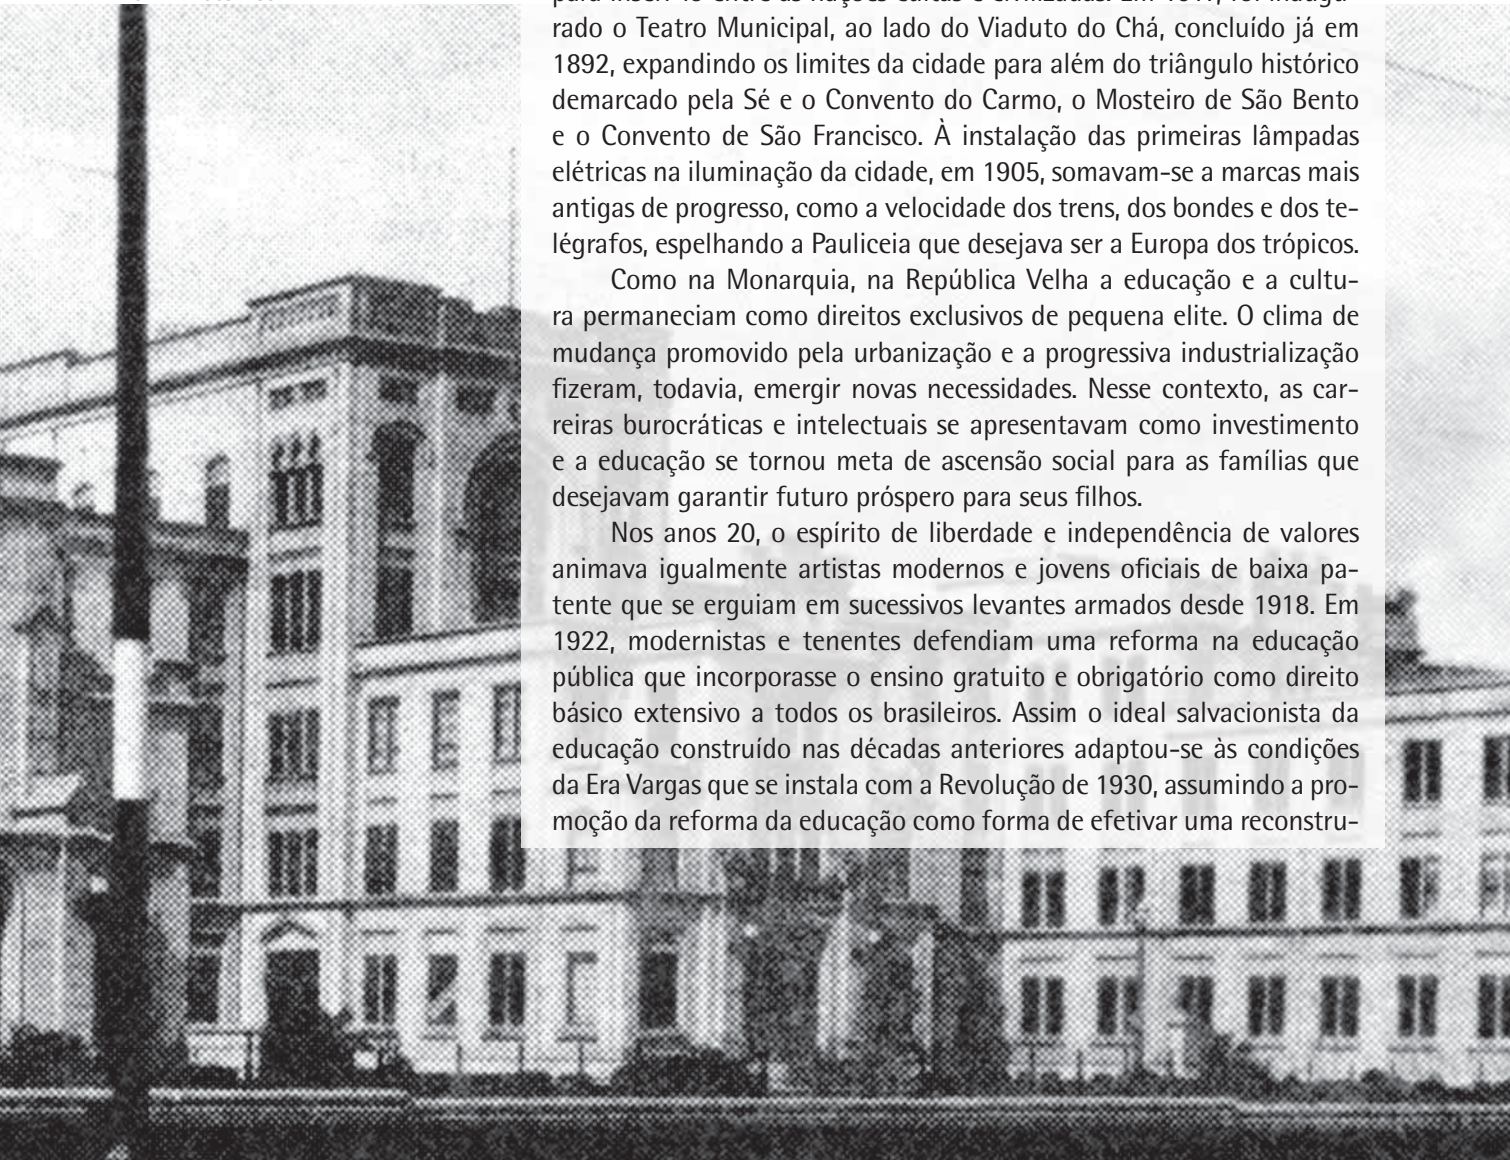 rado o Teatro Municipal, ao lado do Viaduto do Chá, concluído já em
1892, expandindo os limites da cidade para além do triângulo histórico
demarcado pela Sé e o Convento do Carmo, o Mosteiro de São Bento
e o Convento de São Francisco. À instalação das primeiras lâmpadas
elétricas na iluminação da cidade, em 1905, somavam-se a marcas mais
antigas de progresso, como a velocidade dos trens, dos bondes e dos te-
légrafos, espelhando a Pauliceia que desejava ser a Europa dos trópicos.
Como na Monarquia, na República Velha a educação e a cultu-
ra permaneciam como direitos exclusivos de pequena elite. O clima de
mudança promovido pela urbanização e a progressiva industrialização
fizeram, todavia, emergir novas necessidades. Nesse contexto, as car-
reiras burocráticas e intelectuais se apresentavam como investimento
e a educação se tornou meta de ascensão social para as famílias que
desejavam garantir futuro próspero para seus filhos.
Nos anos 20, o espírito de liberdade e independência de valores
animava igualmente artistas modernos e jovens oficiais de baixa pa-
tente que se erguiam em sucessivos levantes armados desde 1918. Em
1922, modernistas e tenentes defendiam uma reforma na educação
pública que incorporasse o ensino gratuito e obrigatório como direito
básico extensivo a todos os brasileiros. Assim o ideal salvacionista da
educação construído nas décadas anteriores adaptou-se às condições
da Era Vargas que se instala com a Revolução de 1930, assumindo a pro-
moção da reforma da educação como forma de efetivar uma reconstru-